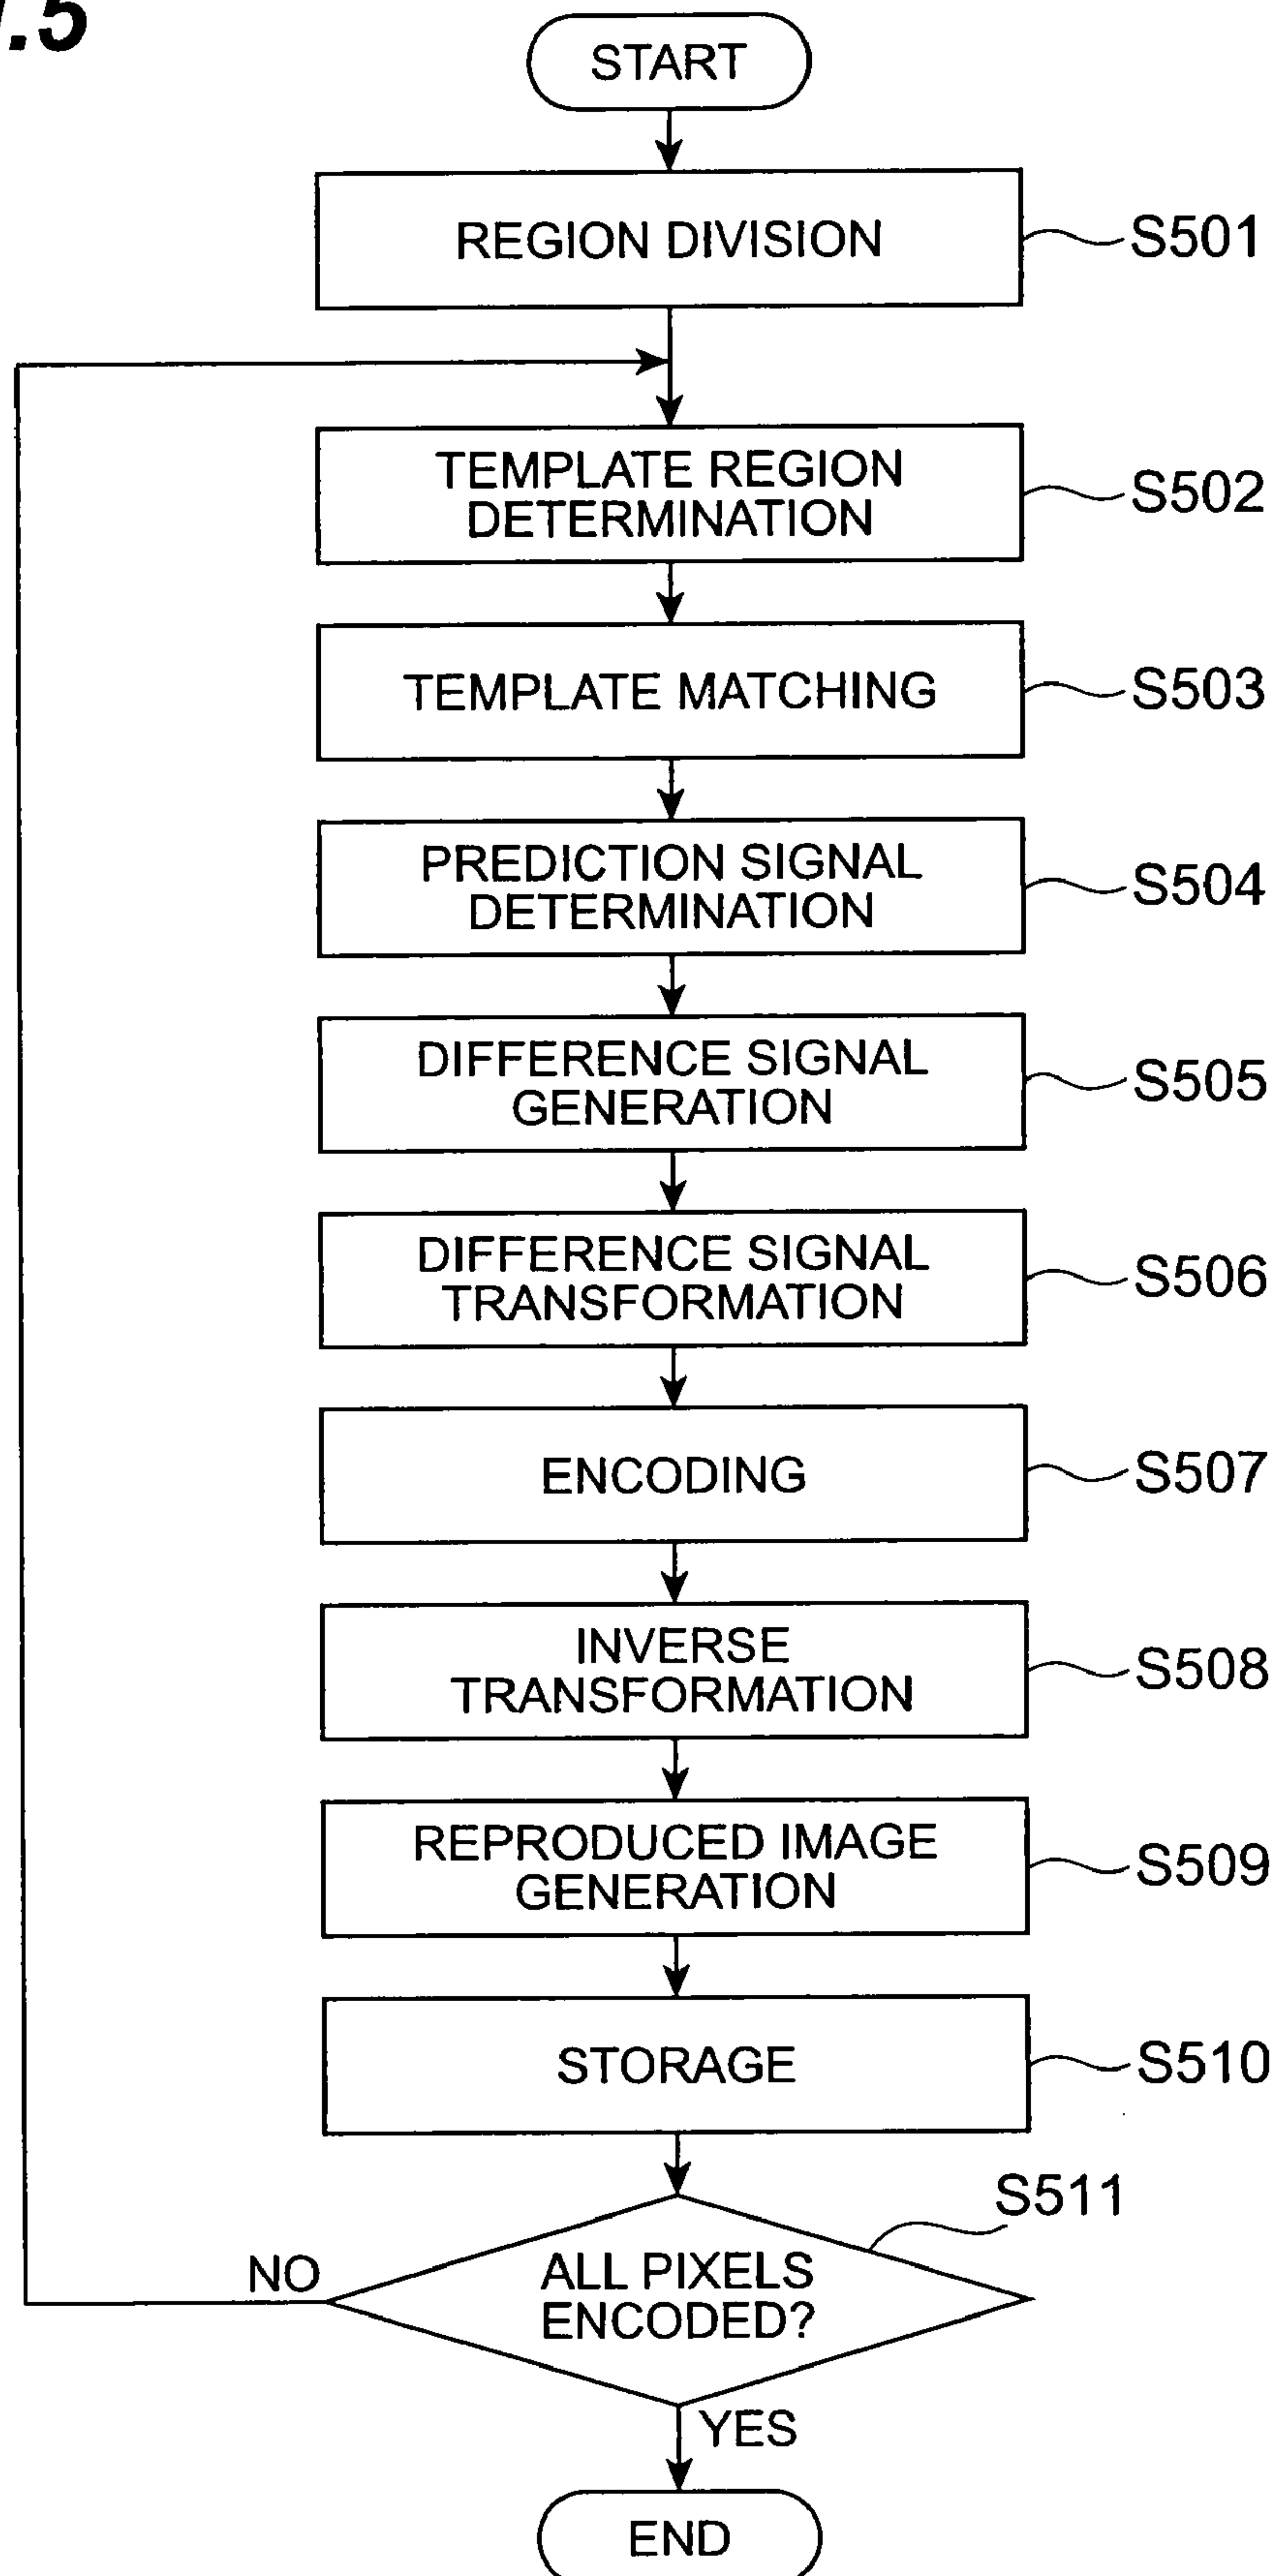 .5
START
REGION DIVISION
S501
TEMPLATE REGION
DETERMINATION
S502
TEMPLATE MATCHING
S503
PREDICTION SIGNAL
DETERMINATION
S504
DIFFERENCE SIGNAL
GENERATION
S505
DIFFERENCE SIGNAL
TRANSFORMATION
S506
ENCODING
S507
INVERSE
TRANSFORMATION
S508
REPRODUCED IMAGE
GENERATION
S509
STORAGE
S510
S511
NO
ALL PIXELS
ENCODED?
YES
END